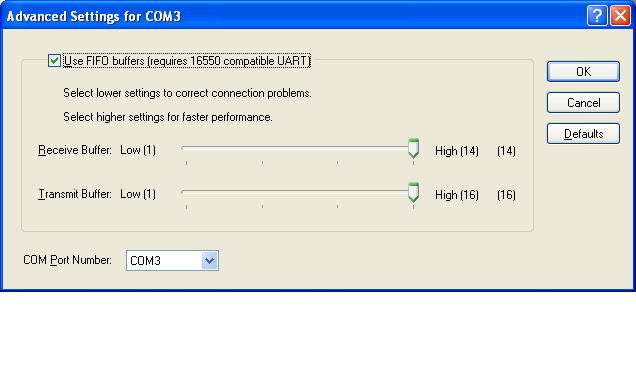 Advanced Settings for COM3
Use FIFO buffers (requires 16550 compatible UART)
OK
Select lower settings to correct connection problems.
Cancel
Select higher settings for faster performance.
Defaults
Receive Buffer: Low (1) High (14) (14)
Transmit Buffer: Low (1) High (16) (16)
COM Port Number: COM3